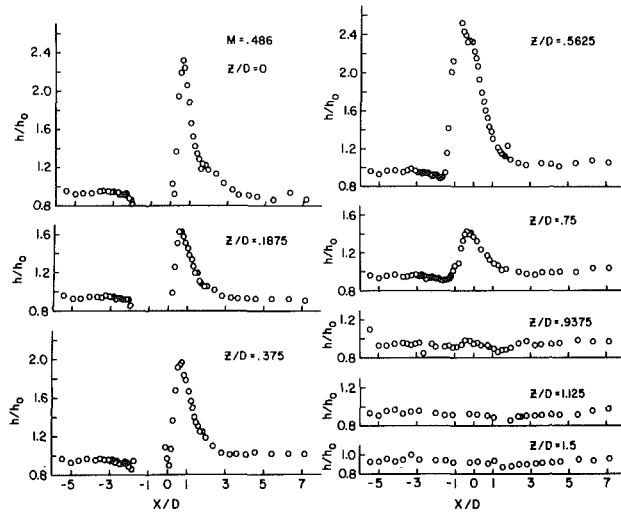 M = .486
Z/D = 0
h/h₀
2.4
2.0
1.6
1.2
0.8
Z/D = .1875
h/h₀
1.6
1.2
0.8
Z/D = .375
h/h₀
2.0
1.6
1.2
0.8
-5 -3 -1 1 3 5 7
X/D
Z/D = .5625
h/h₀
2.4
2.0
1.6
1.2
0.8
Z/D = .75
h/h₀
1.6
1.2
0.8
Z/D = .9375
h/h₀
1.2
0.8
Z/D = 1.125
h/h₀
1.2
0.8
Z/D = 1.5
h/h₀
1.0
0.8
-5 -3 -1 0 1 3 5 7
X/D